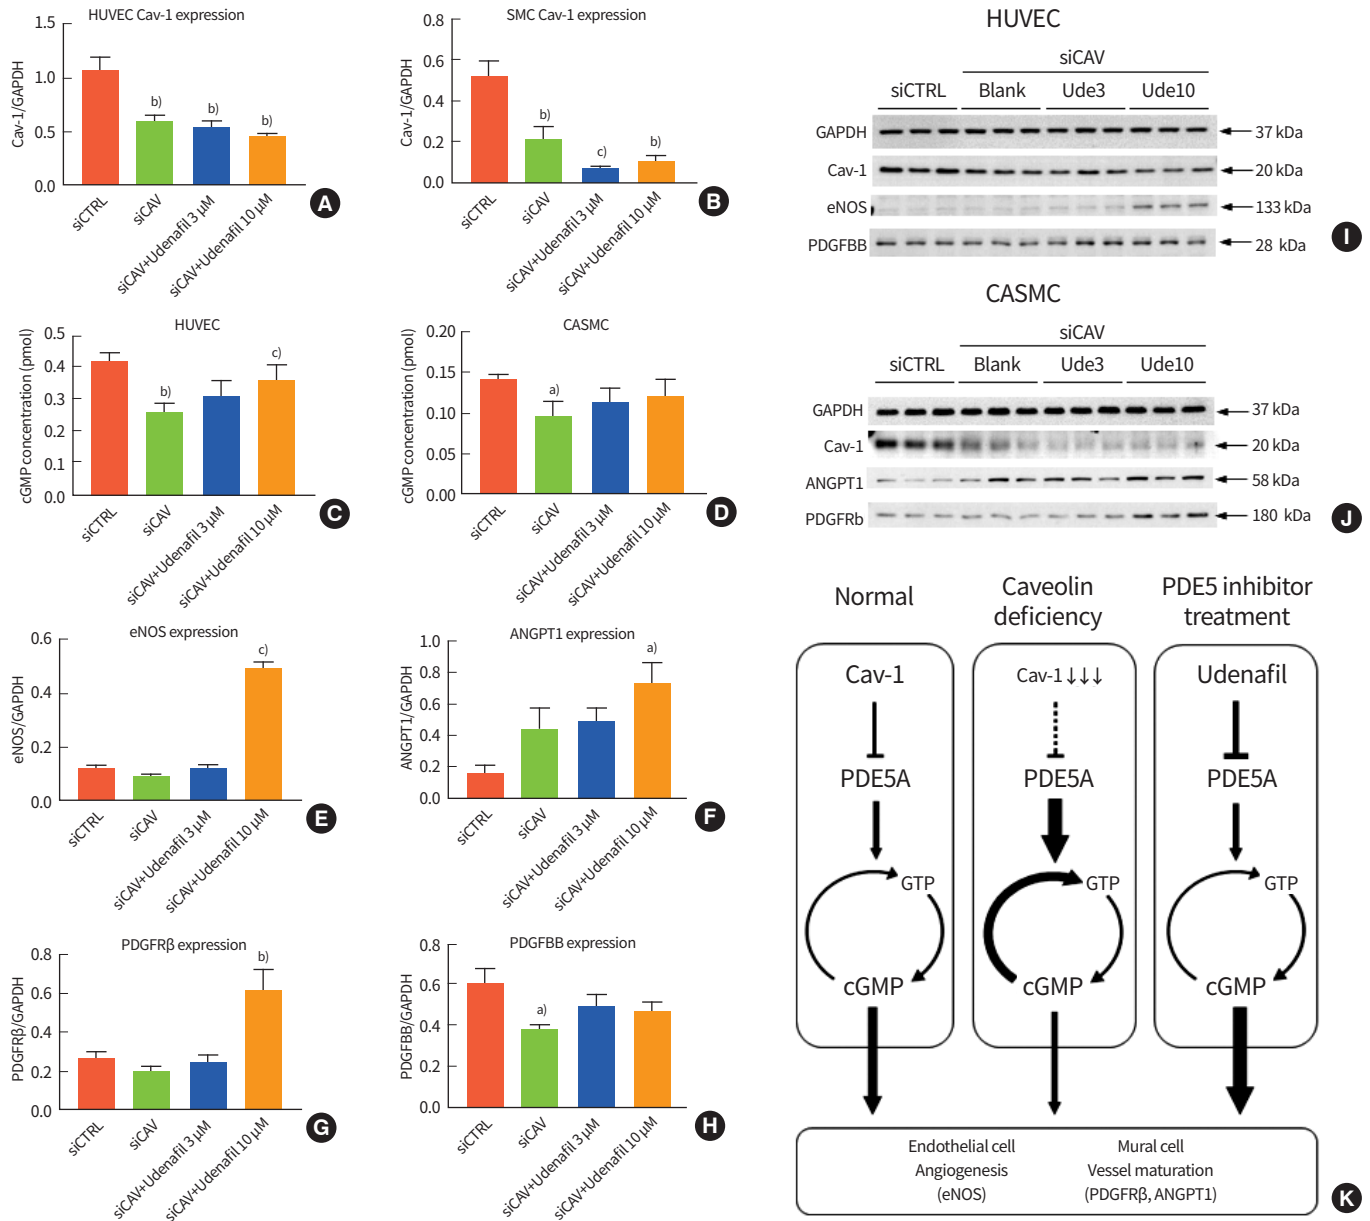 HUVEC Cav-1 expression
Cav-1/GAPDH
1.5
1.0
0.5
0.0
b)
b)
b)
siCTRL
siCAV
siCAV+Udenafil 3 μM
siCAV+Udenafil 10 μM
A
SMC Cav-1 expression
Cav-1/GAPDH
0.8
0.6
0.4
0.2
0.0
b)
c)
b)
siCTRL
siCAV
siCAV+Udenafil 3 μM
siCAV+Udenafil 10 μM
B
HUVEC
cGMP concentration (pmol)
0.5
0.4
0.3
0.2
0.1
0.0
b)
c)
siCTRL
siCAV
siCAV+Udenafil 3 μM
siCAV+Udenafil 10 μM
C
CASMC
cGMP concentration (pmol)
0.20
0.15
0.10
0.05
0.00
a)
siCTRL
siCAV
siCAV+Udenafil 3 μM
siCAV+Udenafil 10 μM
D
eNOS expression
eNOS/GAPDH
0.6
0.4
0.2
0.0
c)
siCTRL
siCAV
siCAV+Udenafil 3 μM
siCAV+Udenafil 10 μM
E
ANGPT1 expression
ANGPT1/GAPDH
1.0
0.8
0.6
0.4
0.2
0.0
a)
siCTRL
siCAV
siCAV+Udenafil 3 μM
siCAV+Udenafil 10 μM
F
PDGFRβ expression
PDGFRβ/GAPDH
0.8
0.6
0.4
0.2
0.0
b)
siCTRL
siCAV
siCAV+Udenafil 3 μM
siCAV+Udenafil 10 μM
G
PDGFBB expression
PDGFBB/GAPDH
0.8
0.6
0.4
0.2
0.0
a)
siCTRL
siCAV
siCAV+Udenafil 3 μM
siCAV+Udenafil 10 μM
H
HUVEC
siCAV
siCTRL Blank Ude3 Ude10
GAPDH 37 kDa
Cav-1 20 kDa
eNOS 133 kDa
PDGFBB 28 kDa
I
CASMC
siCAV
siCTRL Blank Ude3 Ude10
GAPDH 37 kDa
Cav-1 20 kDa
ANGPT1 58 kDa
PDGFRb 180 kDa
J
Normal
Cav-1
PDE5A
GTP
cGMP
Caveolin
deficiency
Cav-1 ↓↓↓
PDE5A
GTP
cGMP
PDE5 inhibitor
treatment
Udenafil
PDE5A
GTP
cGMP
Endothelial cell
Angiogenesis
(eNOS)
Mural cell
Vessel maturation
(PDGFRβ, ANGPT1)
K